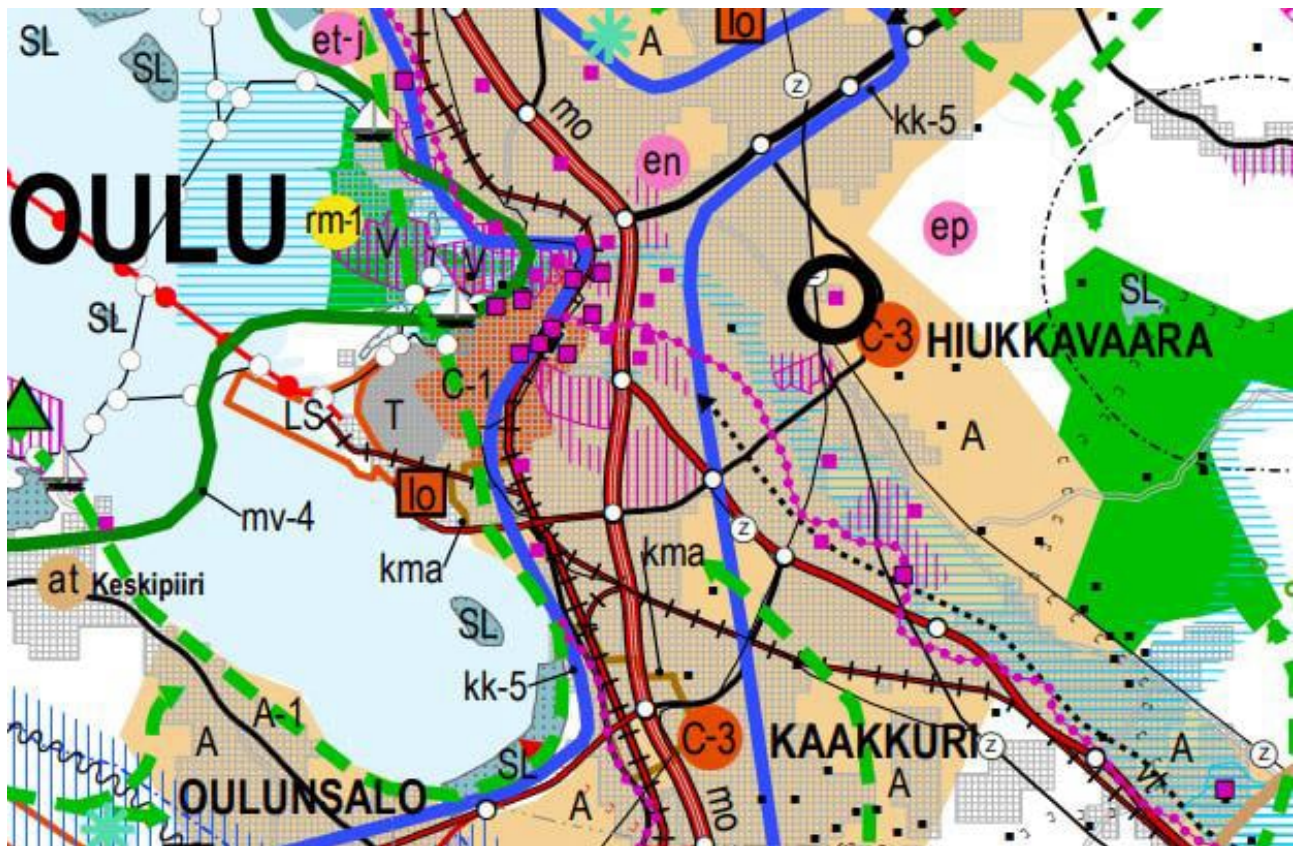 SL
et-j
SL
A
lo
z
mo
kk-5
en
OULU
rm-1
V
V
ep
SL
SL
C-3 HIUKKAVAARA
C-1
LS
T
A
lo
mv-4
z
kma
kma
at Keskipiiri
SL
kk-5
A-1
A
C-3 KAAKKURI
z
A
z
SL
OULUNSALO
A
A
mo
V